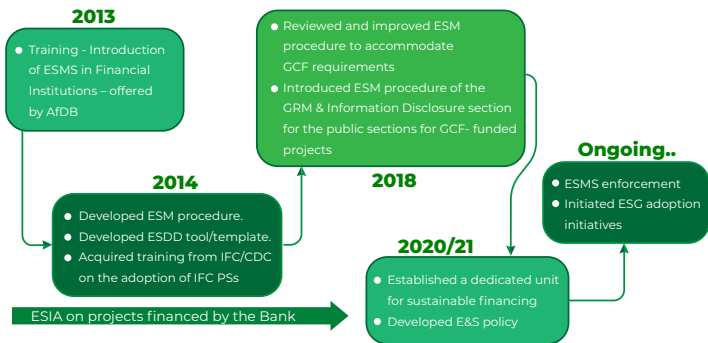 2013
Training - Introduction
of ESMS in Financial
Institutions – offered
by AfDB
2014
Developed ESM procedure.
Developed ESDD tool/template.
Acquired training from IFC/CDC
on the adoption of IFC PSs
Reviewed and improved ESM
procedure to accommodate
GCF requirements
Introduced ESM procedure of the
GRM & Information Disclosure section
for the public sections for GCF- funded
projects
2018
2020/21
Established a dedicated unit
for sustainable financing
Developed E&S policy
Ongoing..
ESMS enforcement
Initiated ESG adoption
initiatives
ESIA on projects financed by the Bank